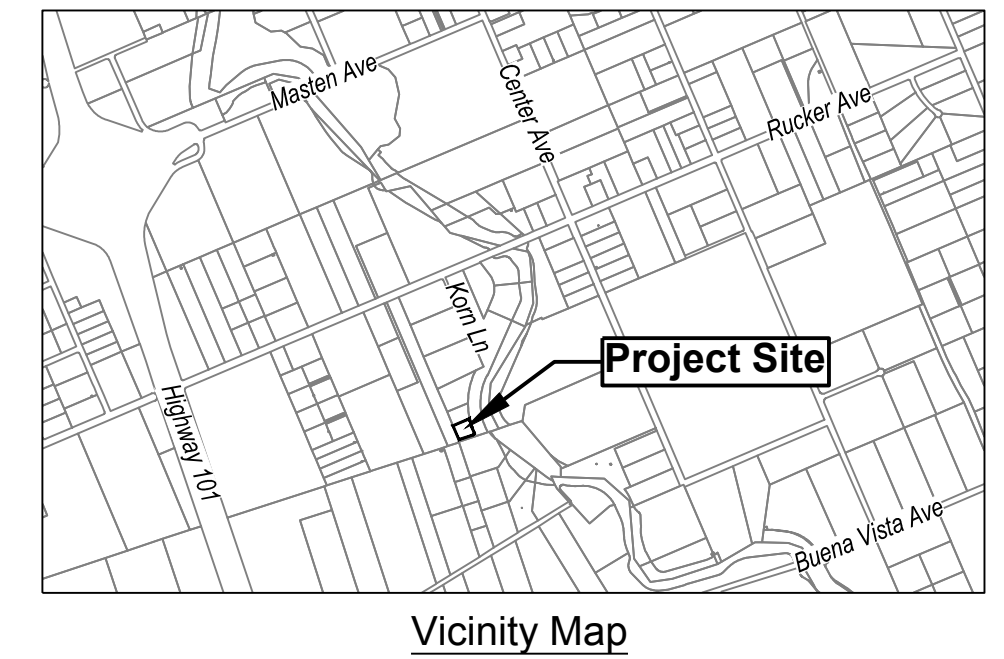 Masten Ave
Center Ave
Rucker Ave
Korn Ln
Project Site
Highway 101
Buena Vista Ave
Vicinity Map